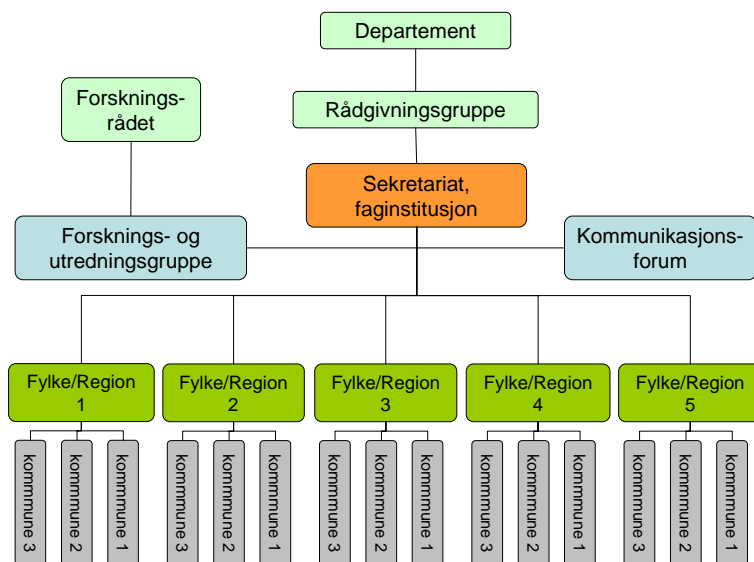 Departement
Forsknings-
rådet
Rådgivningsgruppe
Sekretariat,
faginstitusjon
Forsknings- og
utredningsgruppe
Kommunikasjons-
forum
Fylke/Region
1
Fylke/Region
2
Fylke/Region
3
Fylke/Region
4
Fylke/Region
5
kommmune 3
kommmune 2
kommmune 1
kommmune 3
kommmune 2
kommmune 1
kommmune 3
kommmune 2
kommmune 1
kommmune 3
kommmune 2
kommmune 1
kommmune 3
kommmune 2
kommmune 1